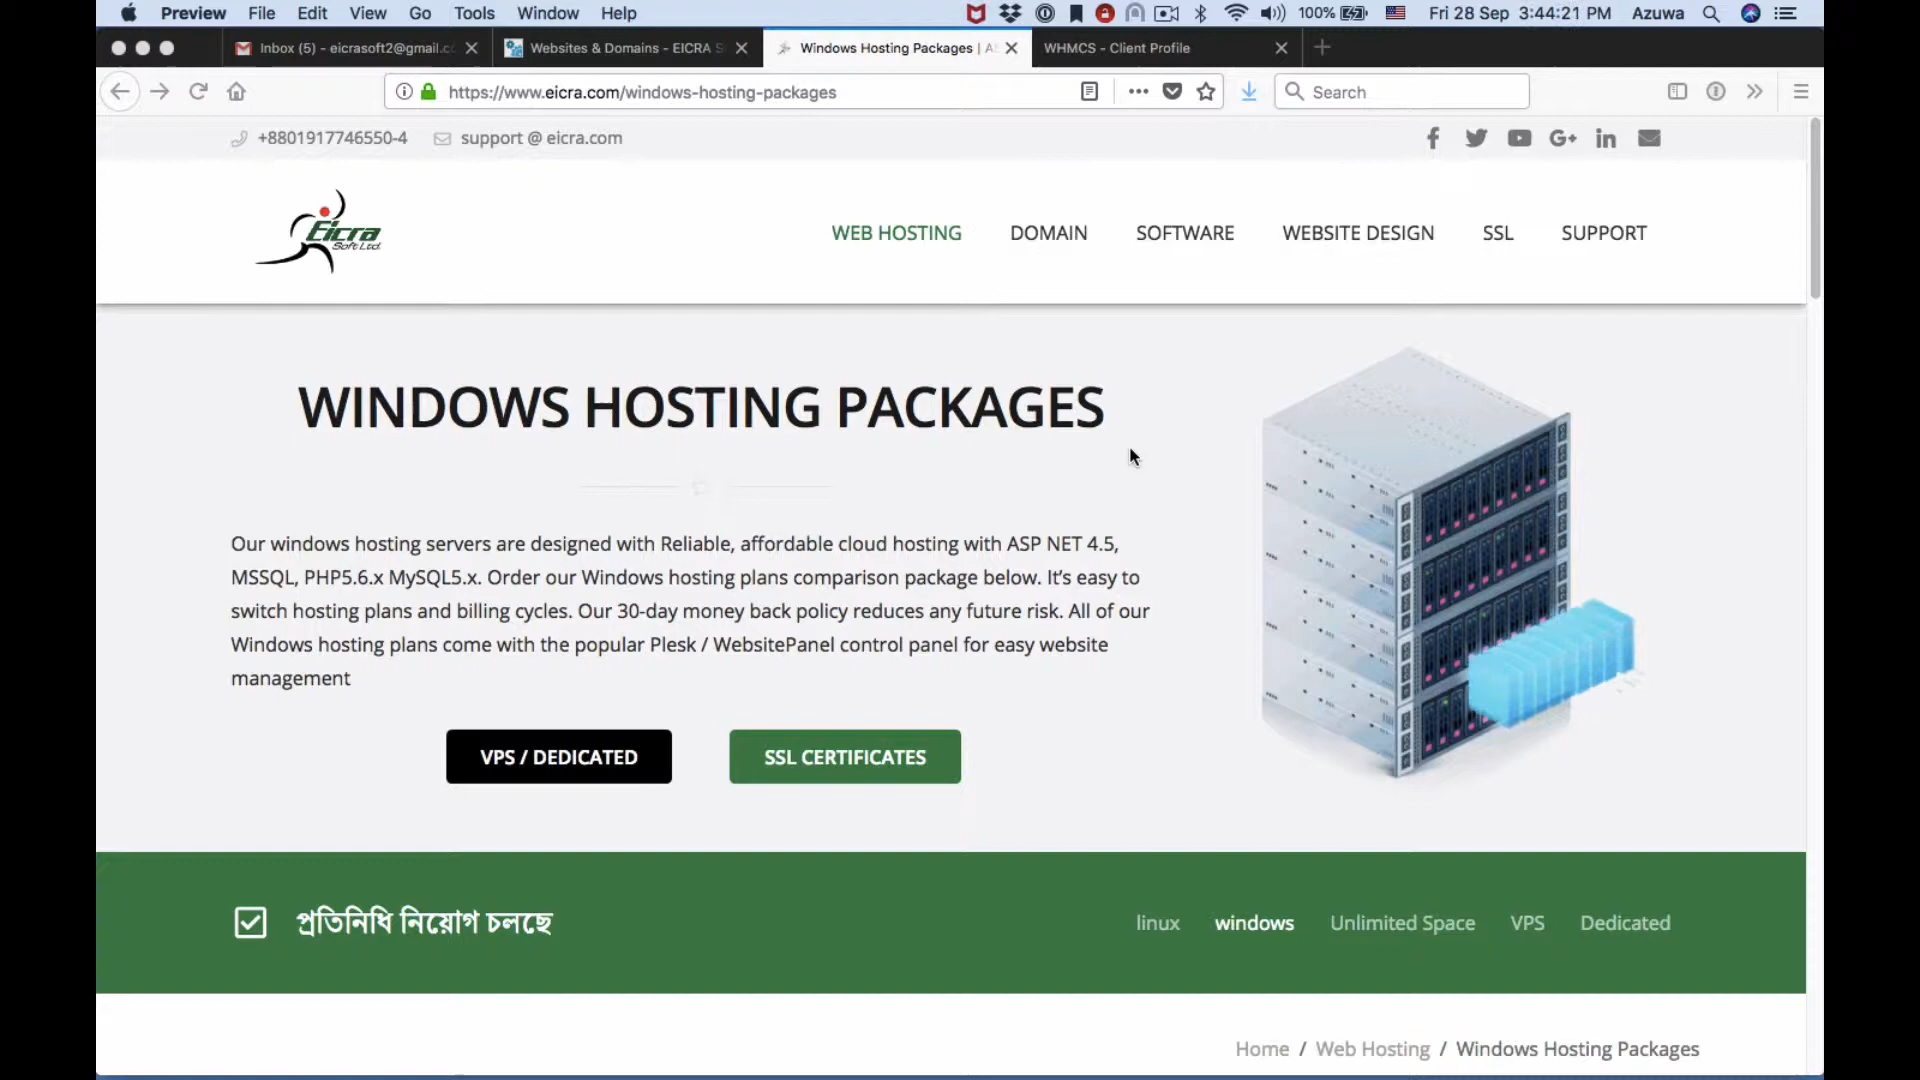 Preview File Edit View Go Tools Window Help 100% Fri 28 Sep 3:44:21 PM Azuwa
Inbox (5) - eicrasoft2@gmail.c Websites & Domains - EICRA S Windows Hosting Packages | A WHMCS - Client Profile
https://www.eicra.com/windows-hosting-packages Search
+8801917746550-4 support @ eicra.com
Eicra
Soft Ltd.
WEB HOSTING DOMAIN SOFTWARE WEBSITE DESIGN SSL SUPPORT
WINDOWS HOSTING PACKAGES
Our windows hosting servers are designed with Reliable, affordable cloud hosting with ASP NET 4.5,
MSSQL, PHP5.6.x MySQL5.x. Order our Windows hosting plans comparison package below. It’s easy to
switch hosting plans and billing cycles. Our 30-day money back policy reduces any future risk. All of our
Windows hosting plans come with the popular Plesk / WebsitePanel control panel for easy website
management
VPS / DEDICATED SSL CERTIFICATES
প্রতিনিধি নিয়োগ চলছে linux windows Unlimited Space VPS Dedicated
Home / Web Hosting / Windows Hosting Packages